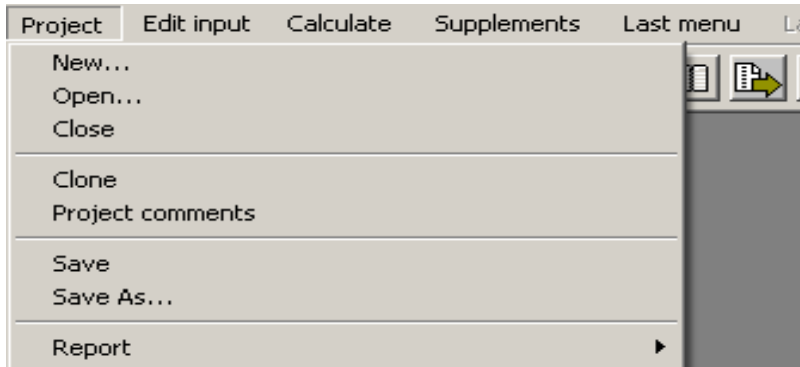 Project Edit input Calculate Supplements Last menu
New...
Open...
Close
Clone
Project comments
Save
Save As...
Report